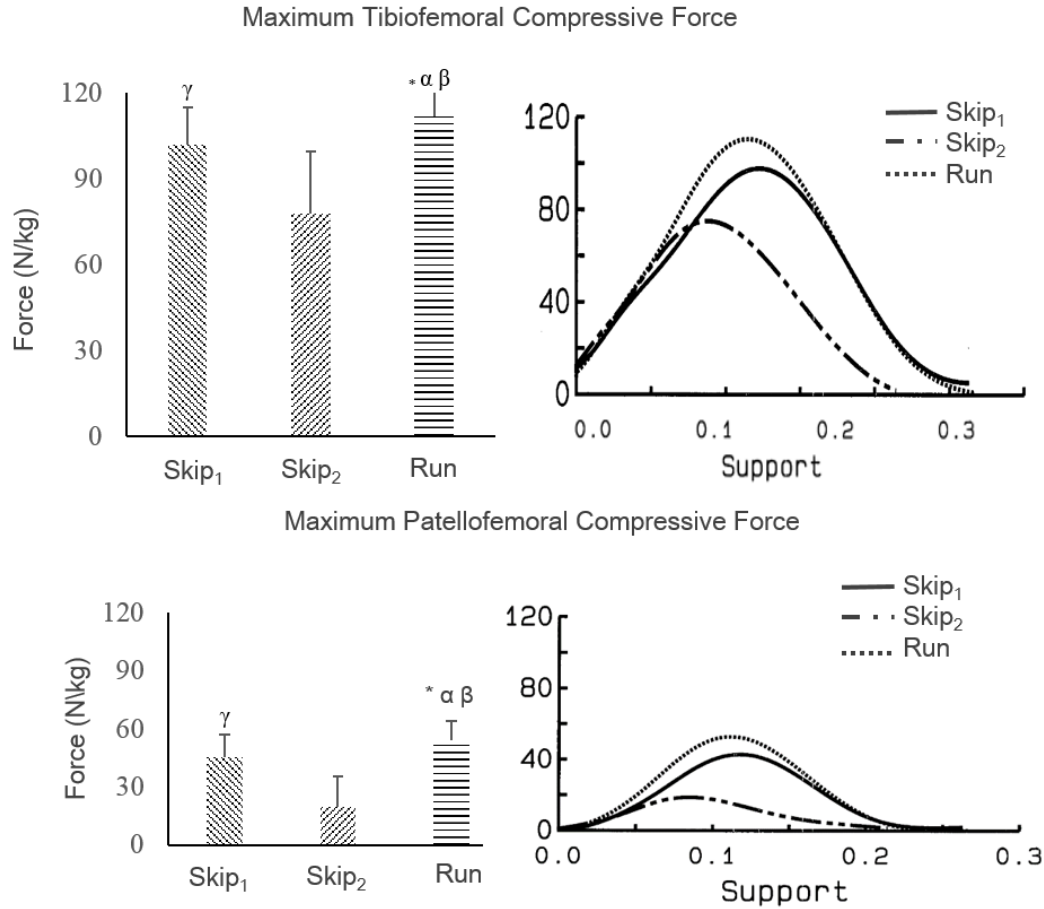 Maximum Tibiofemoral Compressive Force
Force (N/kg)
120
90
60
30
0
γ
* α β
Skip₁
Skip₂
Run
120
80
40
0
0.0
0.1
0.2
0.3
Support
Skip₁
Skip₂
Run
Maximum Patellofemoral Compressive Force
Force (N\kg)
120
90
60
30
0
γ
* α β
Skip₁
Skip₂
Run
120
80
40
0
0.0
0.1
0.2
0.3
Support
Skip₁
Skip₂
Run